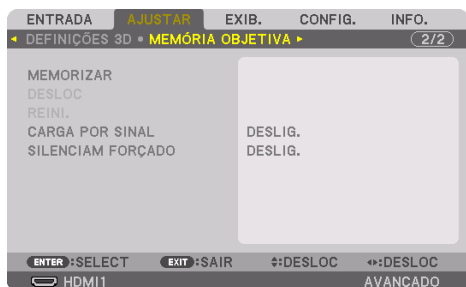 ENTRADA AJUSTAR EXIB. CONFIG. INFO.
DEFINIÇÕES 3D • MEMÓRIA OBJETIVA 2/2
MEMORIZAR
DESLOC
REINI.
CARGA POR SINAL DESLIG.
SILENCIAM FORÇADO DESLIG.
ENTER :SELECT EXIT :SAIR :DESLOC :DESLOC
HDMI1 AVANÇADO